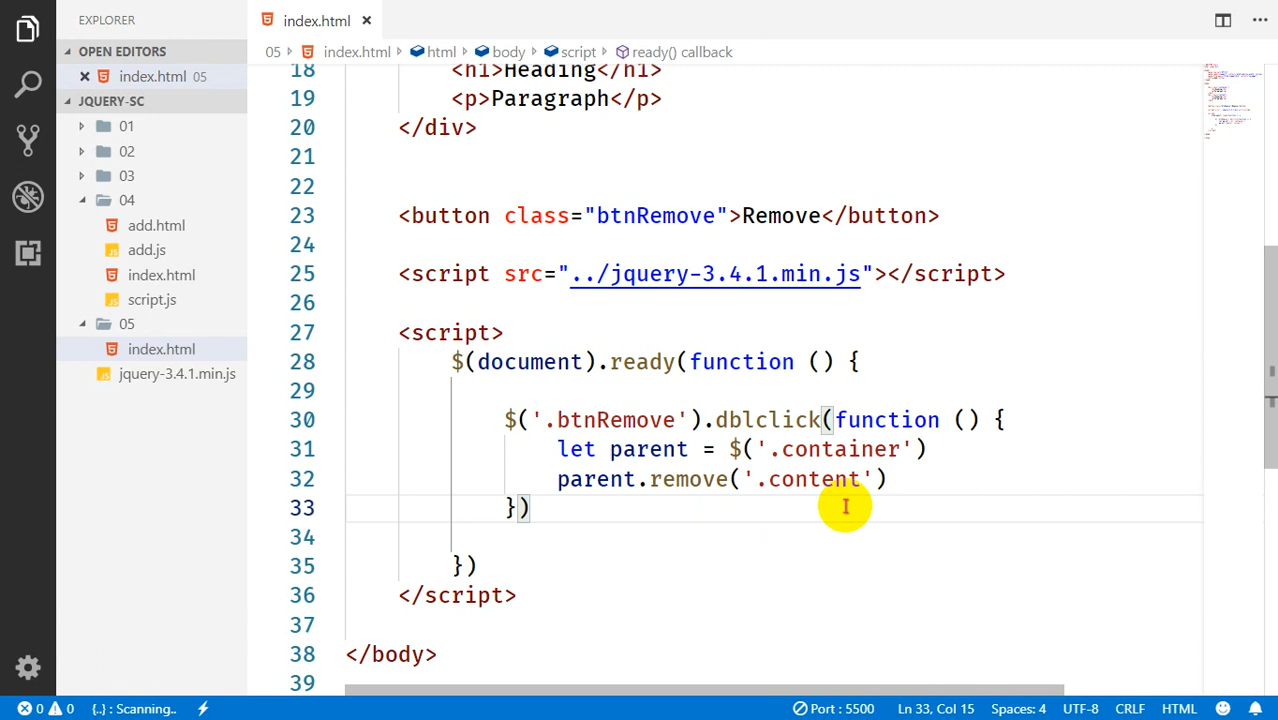 EXPLORER
OPEN EDITORS
index.html 05
JQUERY-SC
01
02
03
04
add.html
add.js
index.html
script.js
05
index.html
jquery-3.4.1.min.js
index.html
05 index.html html body script ready() callback
18 <h1>Heading</h1>
19 <p>Paragraph</p>
20 </div>
21
22
23 <button class="btnRemove">Remove</button>
24
25 <script src="../jquery-3.4.1.min.js"></script>
26
27 <script>
28 $(document).ready(function () {
29
30 $('.btnRemove').dblclick(function () {
31 let parent = $('.container')
32 parent.remove('.content')
33 })
34
35 })
36 </script>
37
38 </body>
39
0 0 {..} : Scanning.. Port : 5500 Ln 33, Col 15 Spaces: 4 UTF-8 CRLF HTML